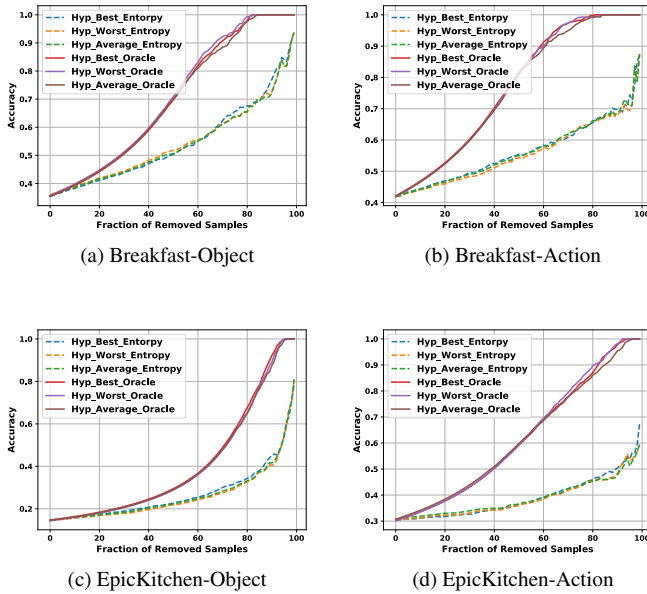 Hyp_Best_Entorpy
Hyp_Worst_Entropy
Hyp_Average_Entropy
Hyp_Best_Oracle
Hyp_Worst_Oracle
Hyp_Average_Oracle
Accuracy
1.0
0.9
0.8
0.7
0.6
0.5
0.4
0 20 40 60 80 100
Fraction of Removed Samples
(a) Breakfast-Object
Hyp_Best_Entorpy
Hyp_Worst_Entropy
Hyp_Average_Entropy
Hyp_Best_Oracle
Hyp_Worst_Oracle
Hyp_Average_Oracle
Accuracy
1.0
0.9
0.8
0.7
0.6
0.5
0.4
0 20 40 60 80 100
Fraction of Removed Samples
(b) Breakfast-Action
Hyp_Best_Entorpy
Hyp_Worst_Entropy
Hyp_Average_Entropy
Hyp_Best_Oracle
Hyp_Worst_Oracle
Hyp_Average_Oracle
Accuracy
1.0
0.8
0.6
0.4
0.2
0 20 40 60 80 100
Fraction of Removed Samples
(c) EpicKitchen-Object
Hyp_Best_Entorpy
Hyp_Worst_Entropy
Hyp_Average_Entropy
Hyp_Best_Oracle
Hyp_Worst_Oracle
Hyp_Average_Oracle
Accuracy
1.0
0.9
0.8
0.7
0.6
0.5
0.4
0.3
0 20 40 60 80 100
Fraction of Removed Samples
(d) EpicKitchen-Action